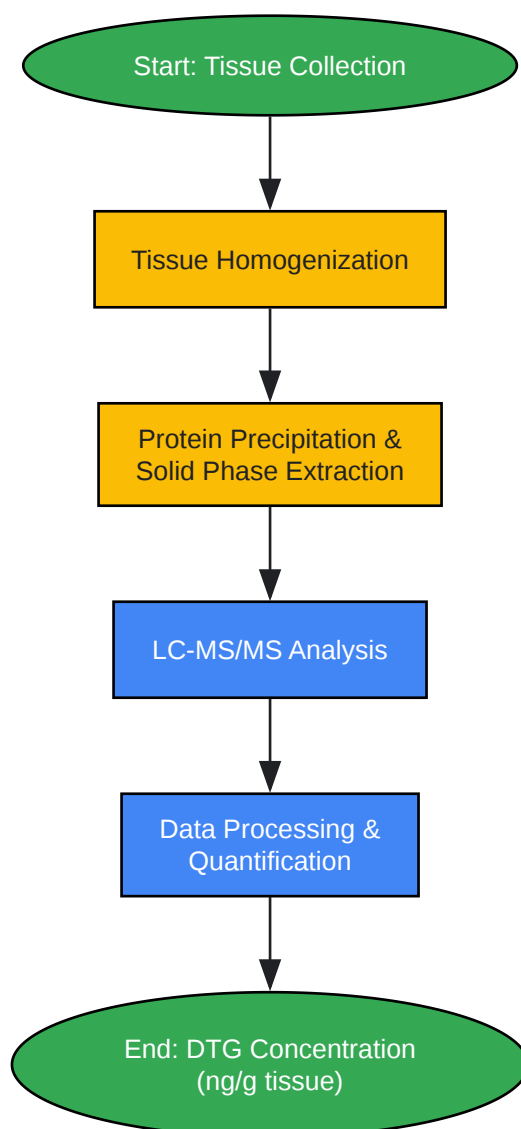 Start: Tissue Collection
Tissue Homogenization
Protein Precipitation &
Solid Phase Extraction
LC-MS/MS Analysis
Data Processing &
Quantification
End: DTG Concentration
(ng/g tissue)